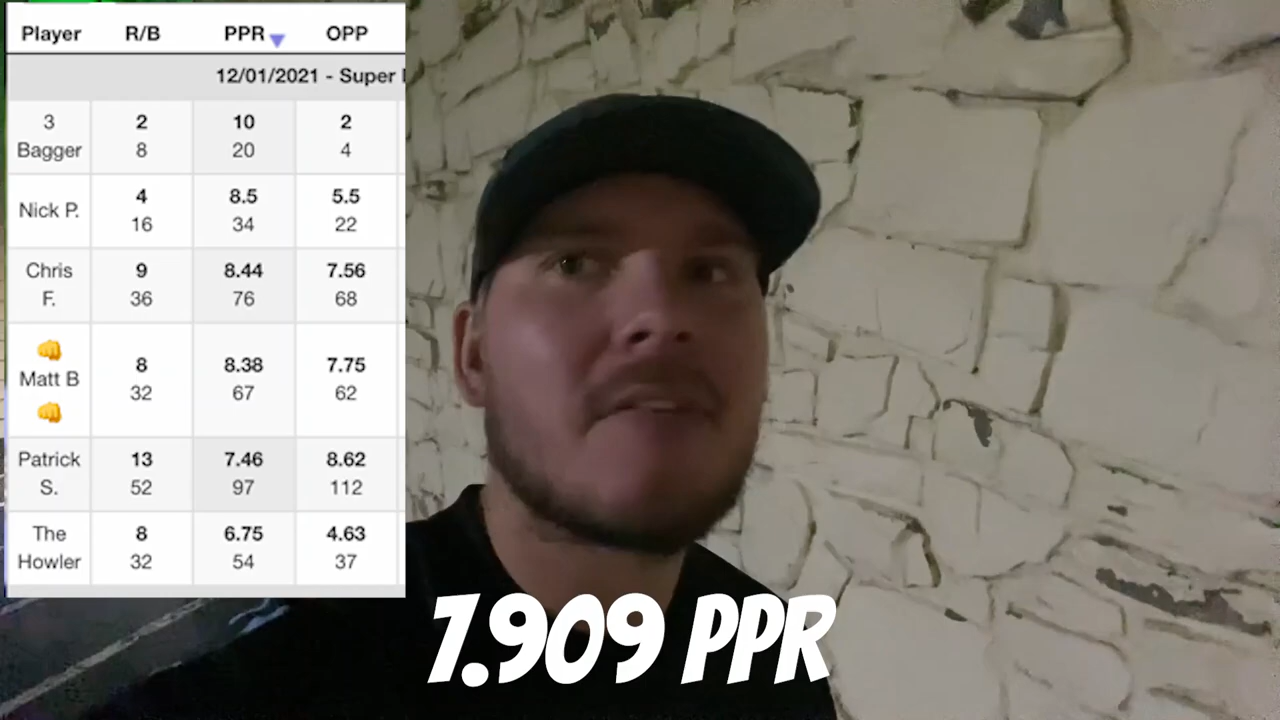 Player R/B PPR OPP
12/01/2021 - Super
3 2 10 2
Bagger 8 20 4
Nick P. 4 8.5 5.5
16 34 22
Chris 9 8.44 7.56
F. 36 76 68
Matt B 8 8.38 7.75
32 67 62
Patrick 13 7.46 8.62
S. 52 97 112
The 8 6.75 4.63
Howler 32 54 37
7.909 PPR